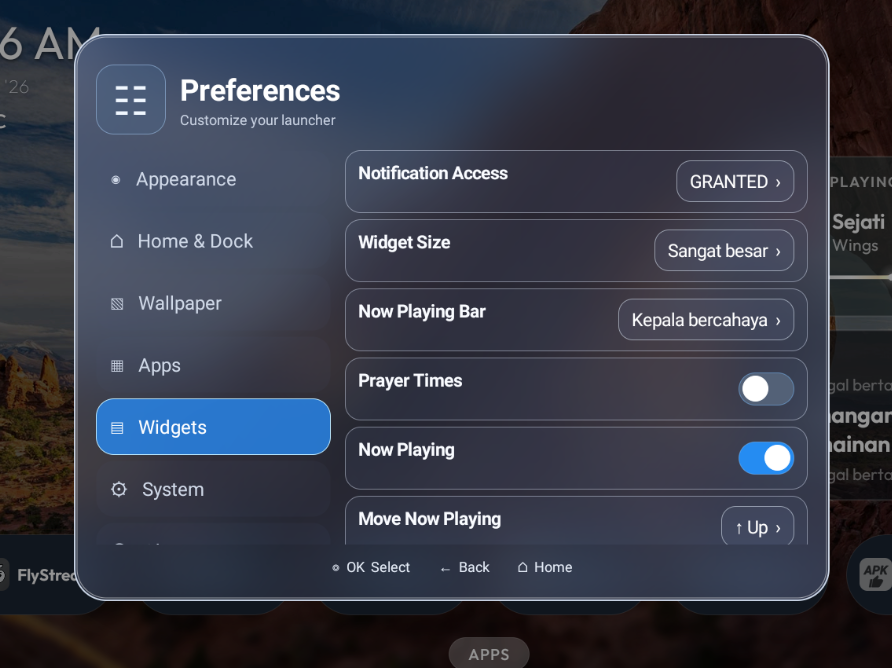 6 AM
'26
C
Preferences
Customize your launcher
Appearance
Home & Dock
Wallpaper
Apps
Widgets
System
Notification Access
GRANTED ›
Widget Size
Sangat besar ›
Now Playing Bar
Kepala bercahaya ›
Prayer Times
Now Playing
Move Now Playing
↑ Up ›
OK Select
← Back
Home
PLAYING
Sejati
Wings
gal berta
angan
ainan
gal berta
FlyStrea
APK
APPS